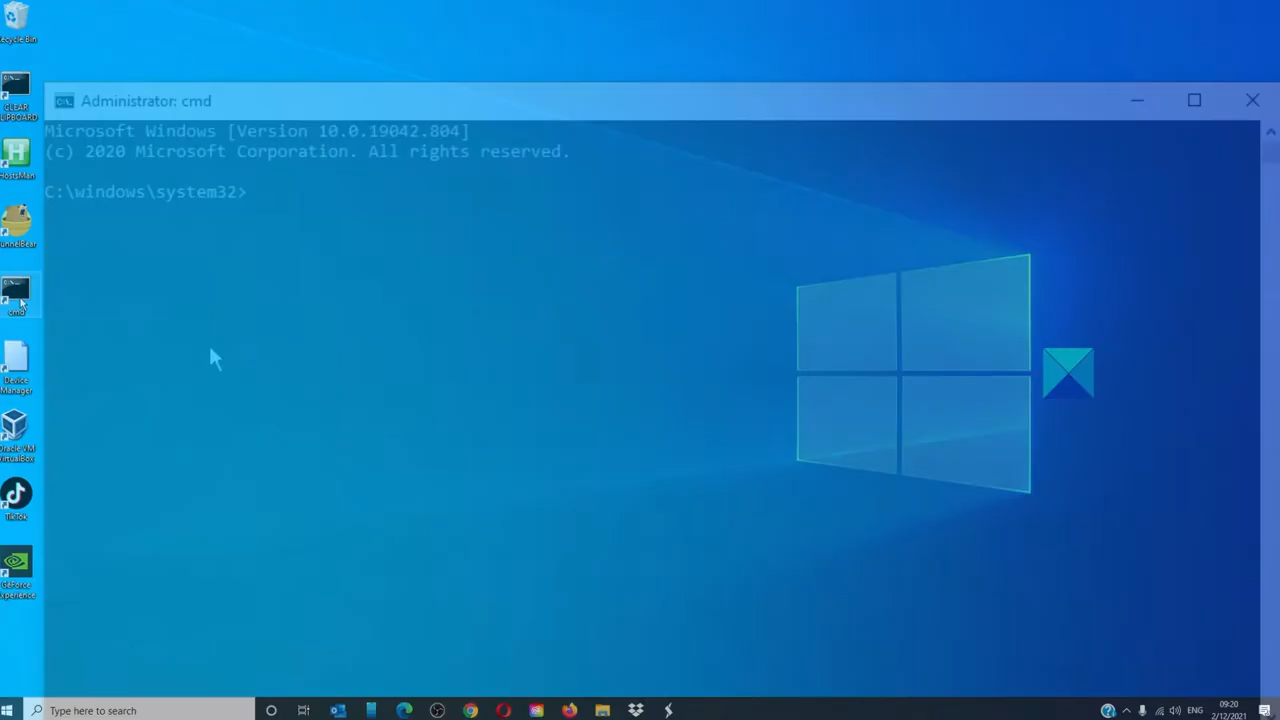 Recycle Bin
Administrator: cmd
CLEAR
CLIPBOARD
Microsoft Windows [Version 10.0.19042.804]
(c) 2020 Microsoft Corporation. All rights reserved.
HostsMan
C:\windows\system32>
TunnelBear
cmd
Device
Manager
Oracle VM
VirtualBox
TikTok
GeForce
Experience
Type here to search
ENG
09:20
2/12/2021